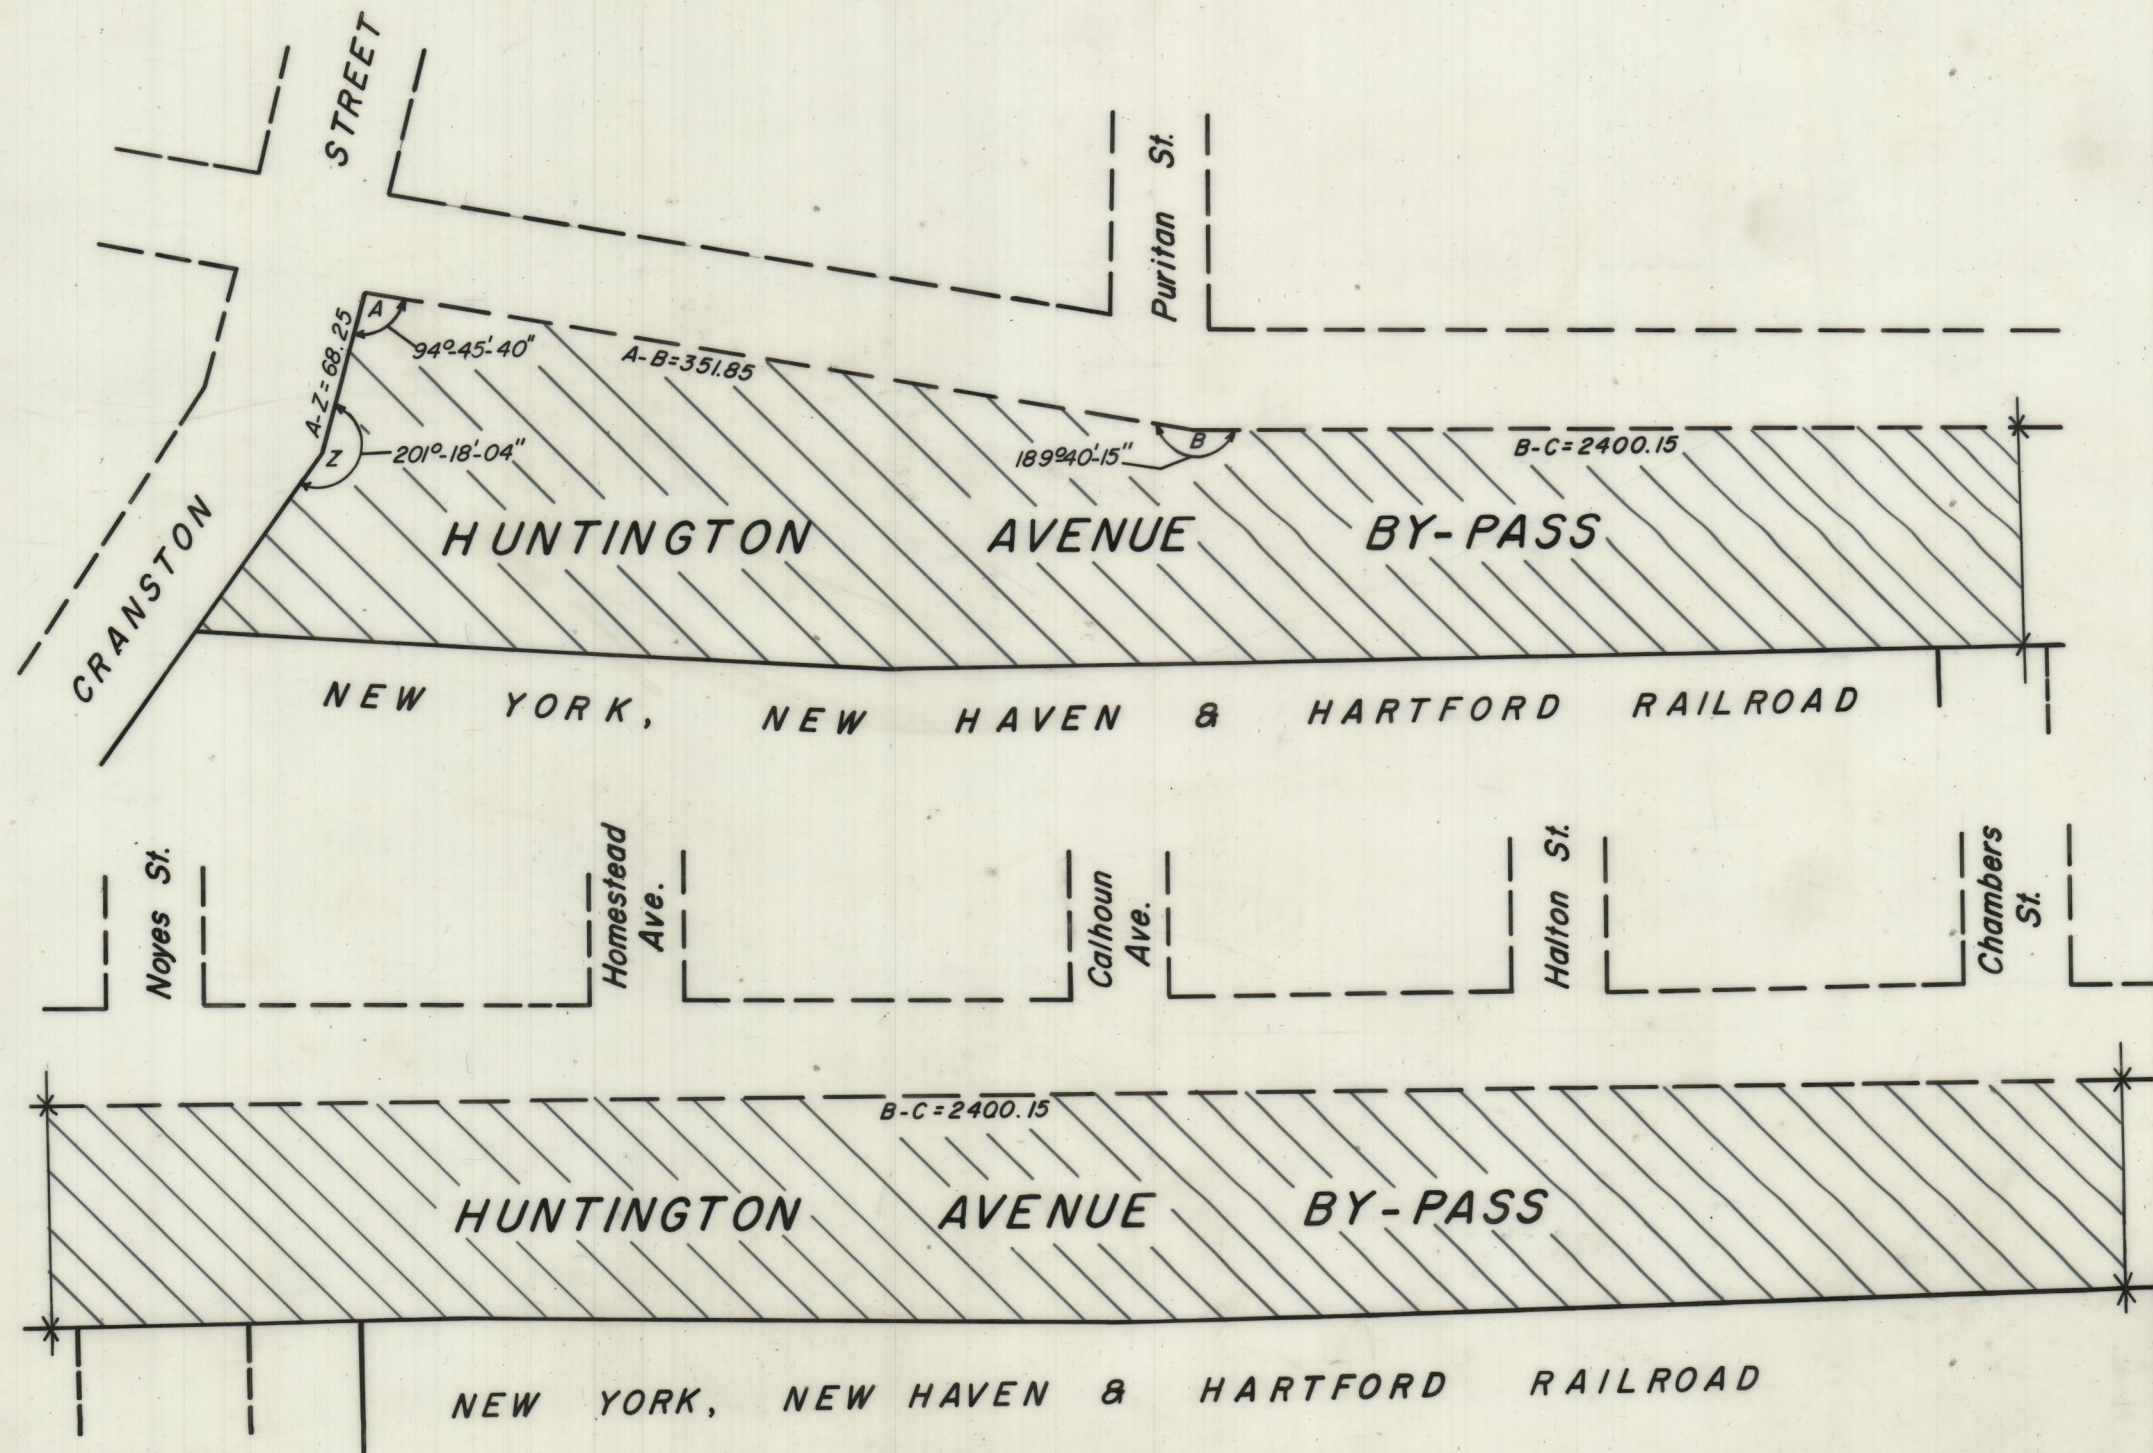 STREET
Puritan St.
A
94°-45'-40"
A-Z=68.25
A-B=351.85
Z
201°-18'-04"
B
189°40'-15"
B-C=2400.15
CRANSTON
HUNTINGTON AVENUE BY-PASS
NEW YORK, NEW HAVEN & HARTFORD RAILROAD
Noyes St.
Homestead
Ave.
Calhoun
Ave.
Halton St.
Chambers
St.
B-C=2400.15
HUNTINGTON AVENUE BY-PASS
NEW YORK, NEW HAVEN & HARTFORD RAILROAD